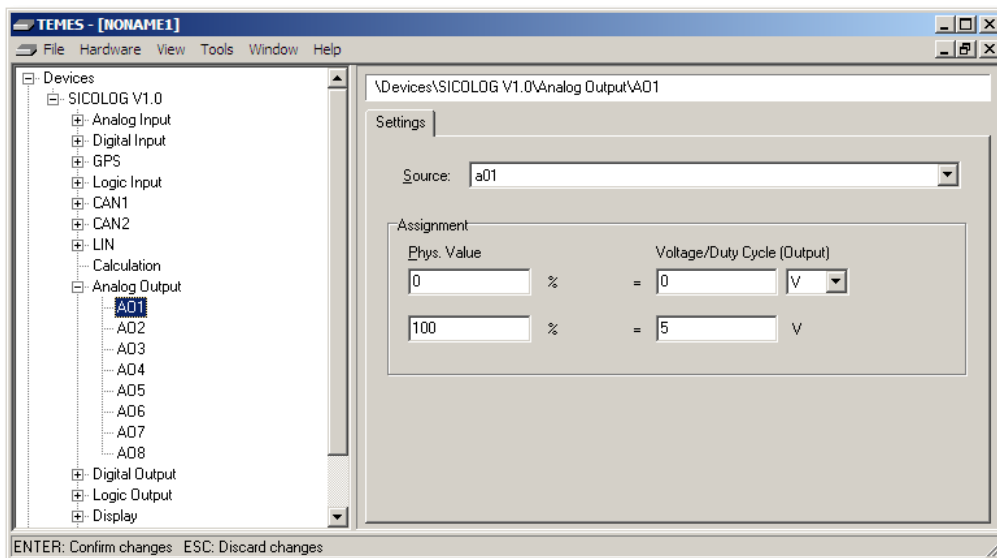 TEMES - [NONAME1]
File Hardware View Tools Window Help
Devices
SICOLOG V1.0
Analog Input
Digital Input
GPS
Logic Input
CAN1
CAN2
LIN
Calculation
Analog Output
AO1
AO2
AO3
AO4
AO5
AO6
AO7
AO8
Digital Output
Logic Output
Display
\Devices\SICOLOG V1.0\Analog Output\AO1
Settings
Source: a01
Assignment
Phys. Value Voltage/Duty Cycle (Output)
0 % = 0 V
100 % = 5 V
ENTER: Confirm changes ESC: Discard changes